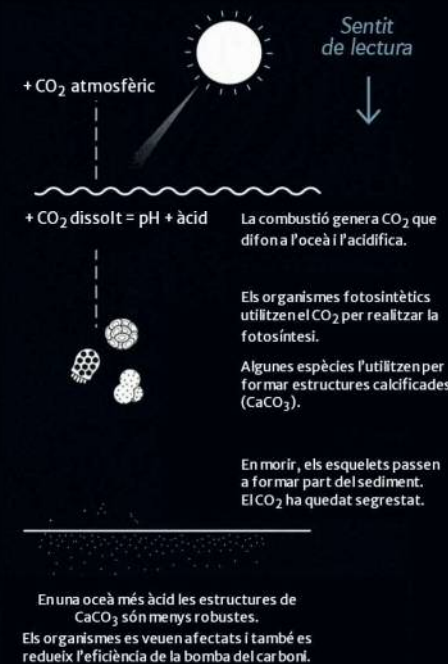 Sentit
de lectura
+ CO₂ atmosfèric
+ CO₂ dissolt = pH + àcid
La combustió genera CO₂ que
difon a l'oceà i l'acidifica.
Els organismes fotosintètics
utilitzen el CO₂ per realitzar la
fotosíntesi.
Algunes espècies l'utilitzen per
formar estructures calcificades
(CaCO₃).
En morir, els esquelets passen
a formar part del sediment.
El CO₂ ha quedat segrestat.
En una oceà més àcid les estructures de
CaCO₃ són menys robustes.
Els organismes es veuen afectats i també es
redueix l'eficiència de la bomba del carboni.